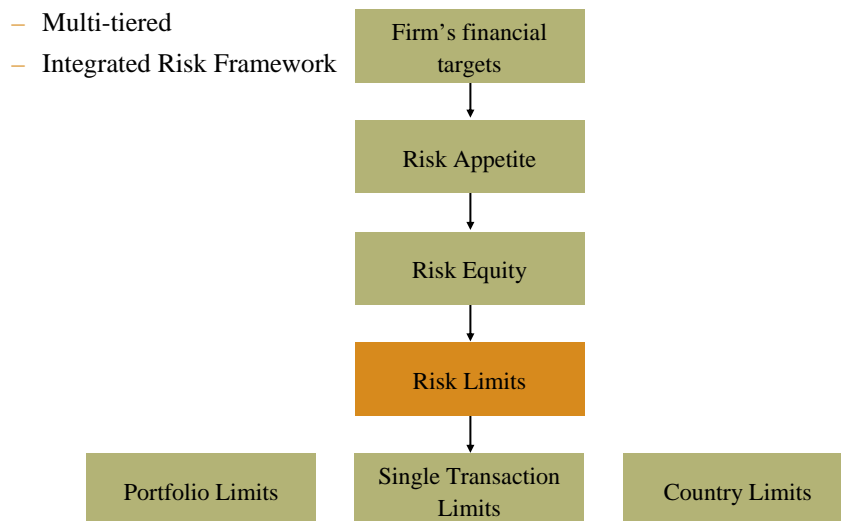 – Multi-tiered
– Integrated Risk Framework
Firm’s financial
targets
Risk Appetite
Risk Equity
Risk Limits
Portfolio Limits
Single Transaction
Limits
Country Limits